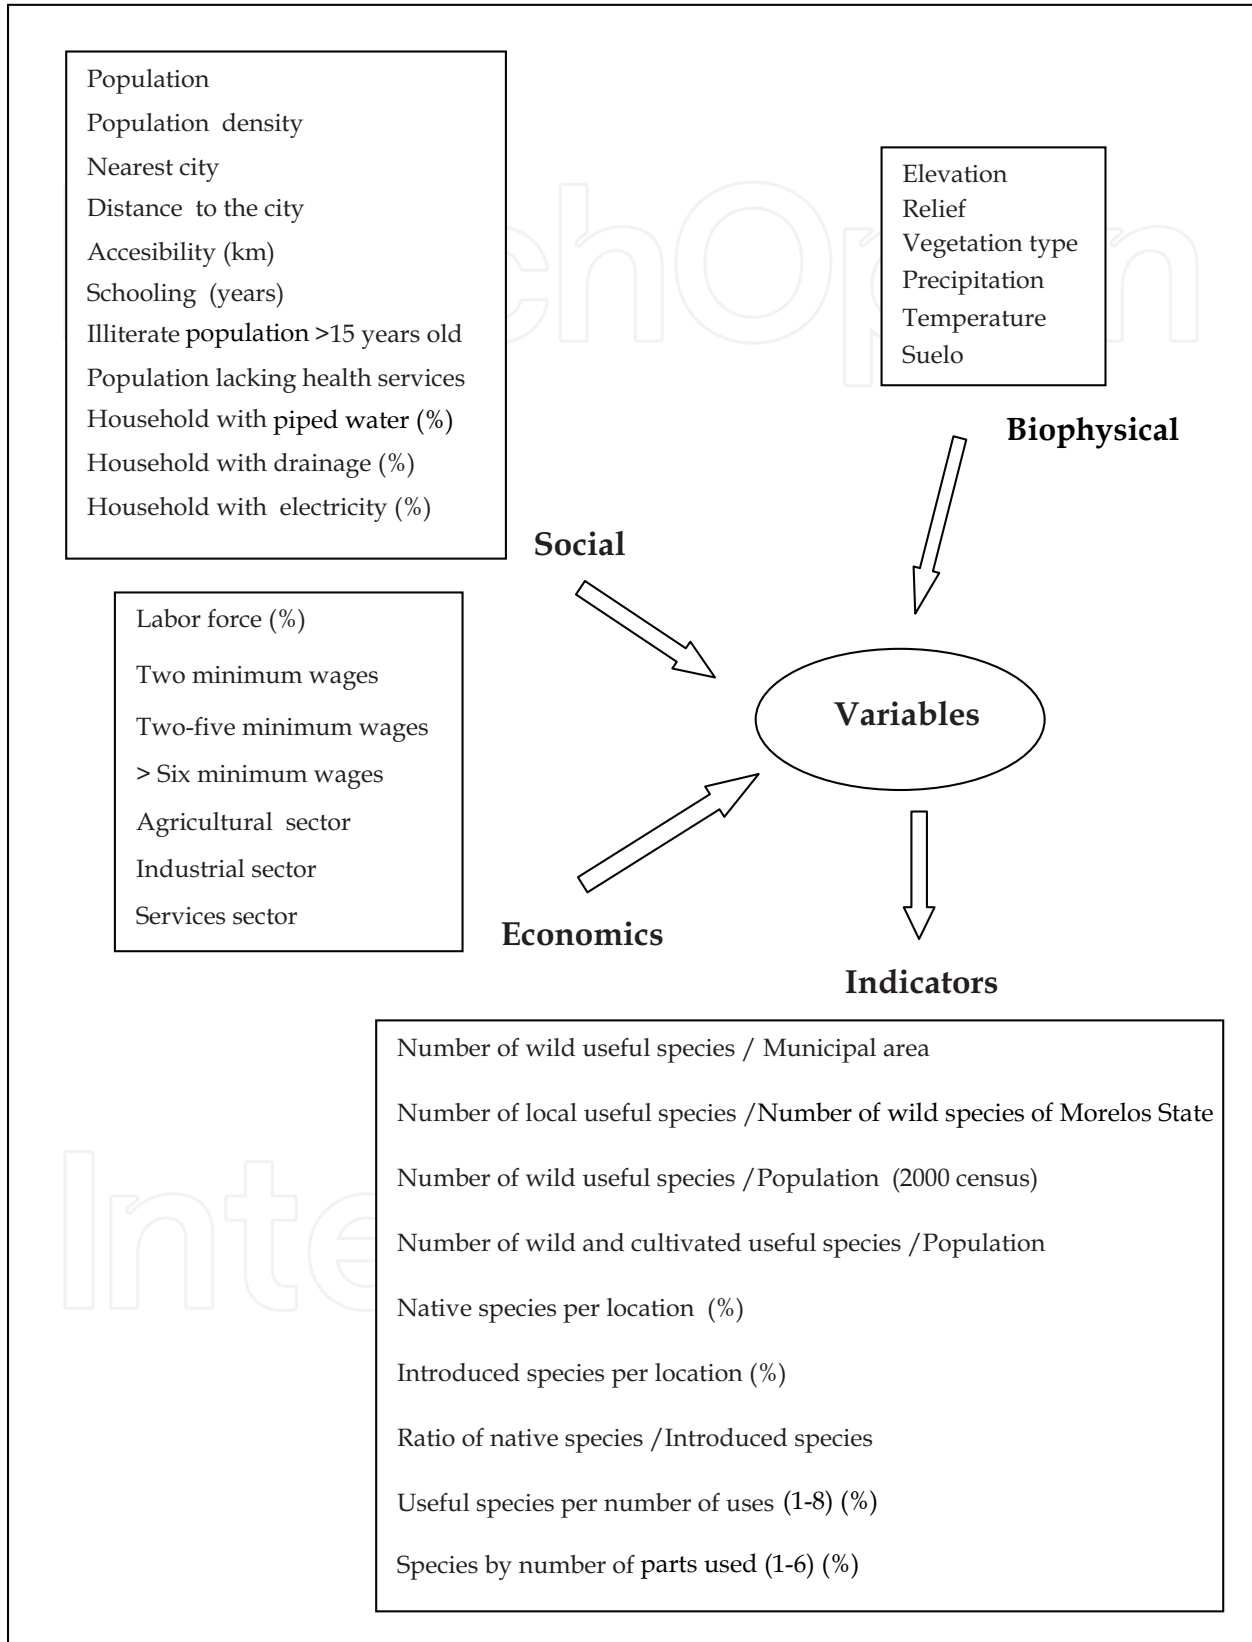 Population
Population density
Nearest city
Distance to the city
Accesibility (km)
Schooling (years)
Illiterate population >15 years old
Population lacking health services
Household with piped water (%)
Household with drainage (%)
Household with electricity (%)
Social
Elevation
Relief
Vegetation type
Precipitation
Temperature
Suelo
Biophysical
Labor force (%)
Two minimum wages
Two-five minimum wages
> Six minimum wages
Agricultural sector
Industrial sector
Services sector
Economics
Variables
Indicators
Number of wild useful species / Municipal area
Number of local useful species /Number of wild species of Morelos State
Number of wild useful species /Population (2000 census)
Number of wild and cultivated useful species /Population
Native species per location (%)
Introduced species per location (%)
Ratio of native species /Introduced species
Useful species per number of uses (1-8) (%)
Species by number of parts used (1-6) (%)